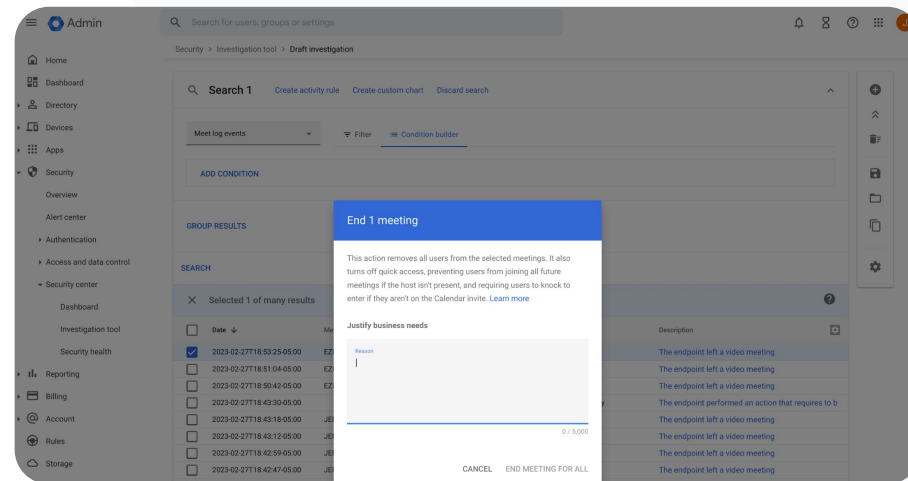 Admin
Search for users, groups or settings
Security > Investigation tool > Draft investigation
Home
Dashboard
Directory
Devices
Apps
Security
Overview
Alert center
Authentication
Access and data control
Security center
Dashboard
Investigation tool
Security health
Reporting
Billing
Account
Rules
Storage
Search 1 Create activity rule Create custom chart Discard search
Meet log events Filter Condition builder
ADD CONDITION
GROUP RESULTS
SEARCH
Selected 1 of many results
Date Description
2023-02-27T18:53:25-05:00 The endpoint left a video meeting
2023-02-27T18:51:04-05:00 The endpoint left a video meeting
2023-02-27T18:50:42-05:00 The endpoint left a video meeting
2023-02-27T18:43:30-05:00 The endpoint performed an action that requires to b
2023-02-27T18:43:18-05:00 The endpoint left a video meeting
2023-02-27T18:43:12-05:00 The endpoint left a video meeting
2023-02-27T18:42:59-05:00 The endpoint left a video meeting
2023-02-27T18:42:47-05:00 The endpoint left a video meeting
End 1 meeting
This action removes all users from the selected meetings. It also
turns off quick access, preventing users from joining all future
meetings if the host isn't present, and requiring users to knock to
enter if they aren't on the Calendar invite. Learn more
Justify business needs
Reason
0 / 5,000
CANCEL END MEETING FOR ALL